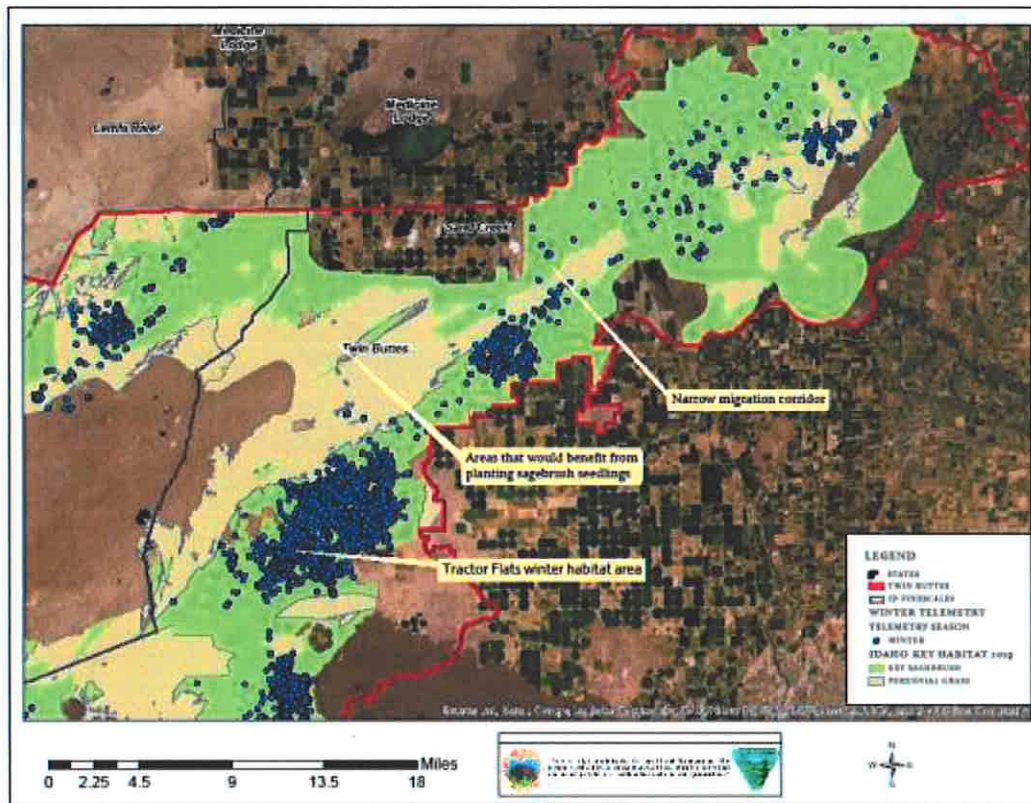 Medicine
Lodge
Lemhi River
Medicine
Lodge
Sand Creek
Twin Buttes
Narrow migration corridor
Areas that would benefit from
planting sagebrush seedlings
Tractor Flats winter habitat area
LEGEND
STATES
TWIN BUTTES
WINTER TELEMETRY
TELEMETRY SEASON
WINTER
IDAHO KEY HABITAT 2019
KEY SAGEBRUSH
PERENNIAL GRASS
Miles
0 2.25 4.5 9 13.5 18
N
W